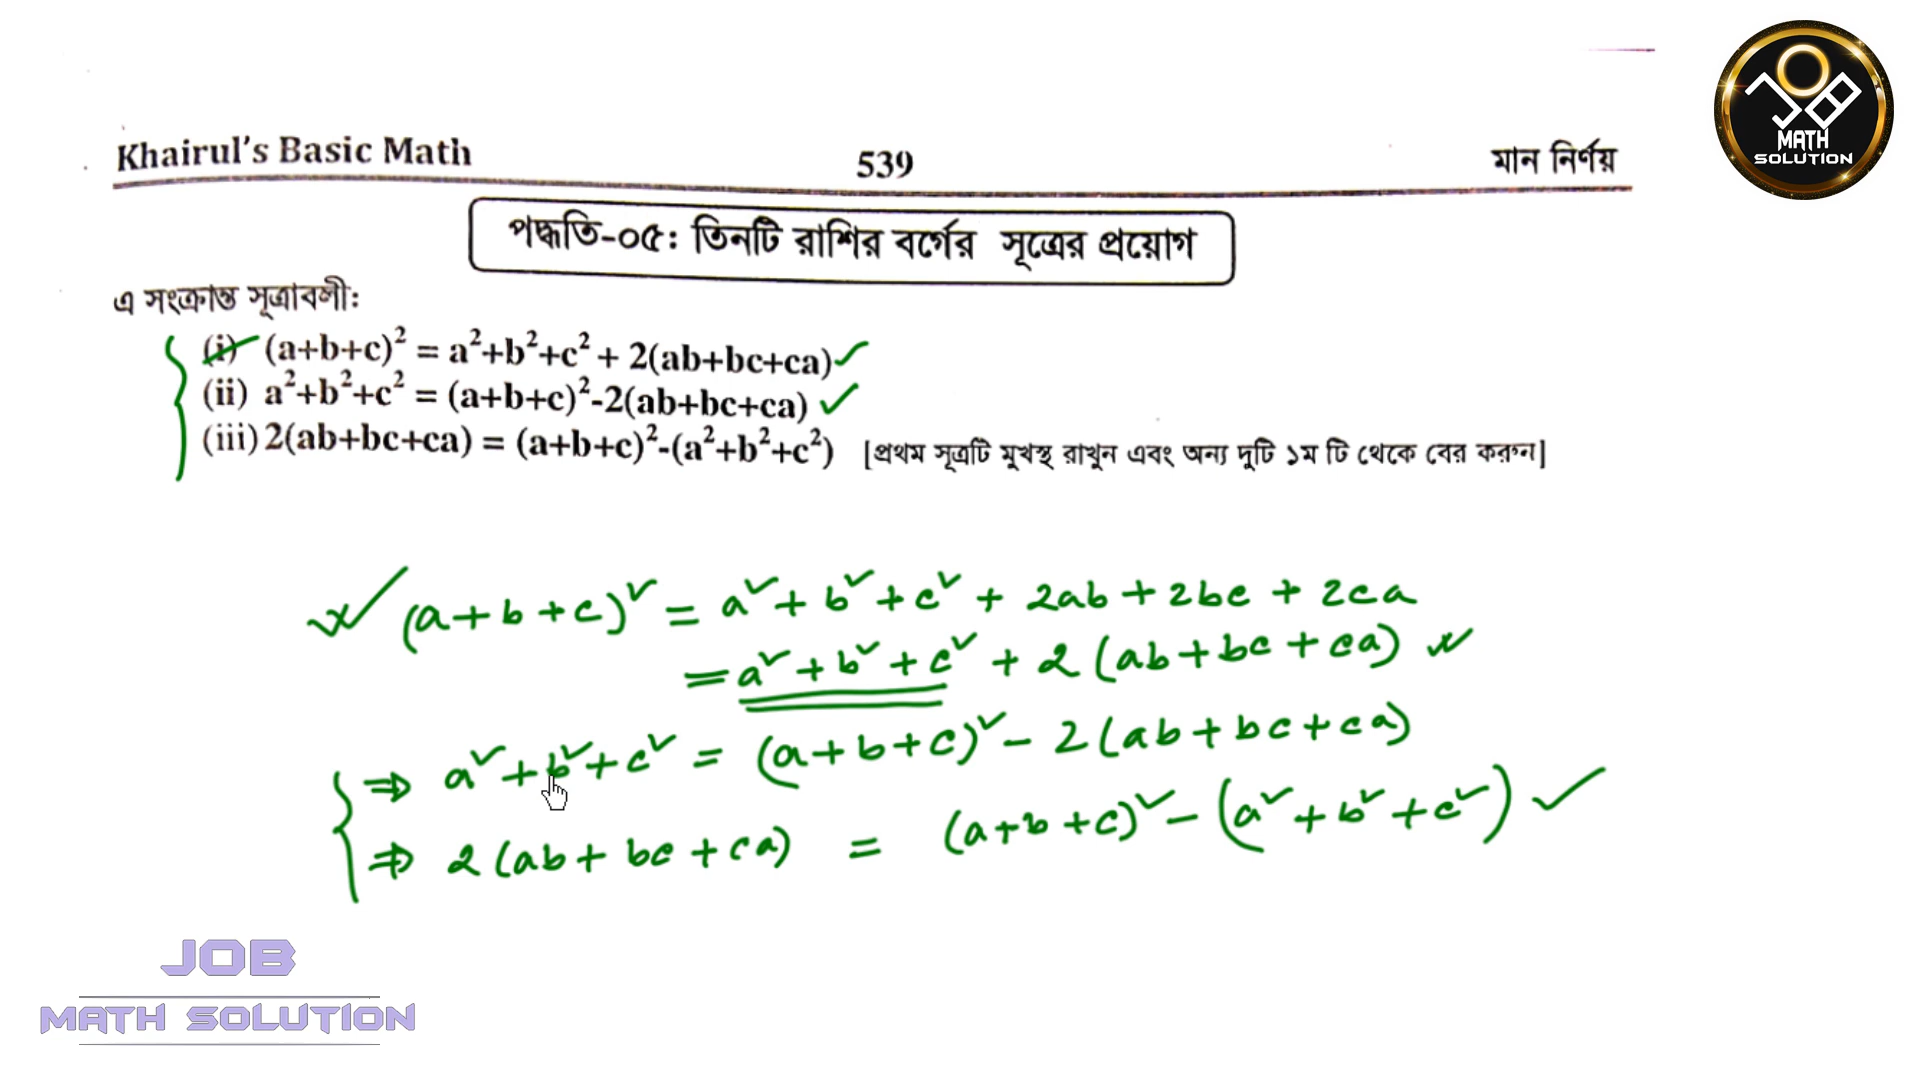 Khairul's Basic Math 539 মান নির্ণয়
JOB
MATH
SOLUTION
পদ্ধতি-০৫: তিনটি রাশির বর্গের সূত্রের প্রয়োগ
এ সংক্রান্ত সূত্রাবলী:
(i) (a+b+c)² = a²+b²+c² + 2(ab+bc+ca)
(ii) a²+b²+c² = (a+b+c)²-2(ab+bc+ca)
(iii) 2(ab+bc+ca) = (a+b+c)²-(a²+b²+c²) [প্রথম সূত্রটি মুখস্থ রাখুন এবং অন্য দুটি ১ম টি থেকে বের করুন]
(a+b+c)² = a²+b²+c² + 2ab+2bc+2ca
= a²+b²+c² + 2(ab+bc+ca)
⇒ a²+b²+c² = (a+b+c)² - 2(ab+bc+ca)
⇒ 2(ab+bc+ca) = (a+b+c)² - (a²+b²+c²)
JOB
MATH SOLUTION